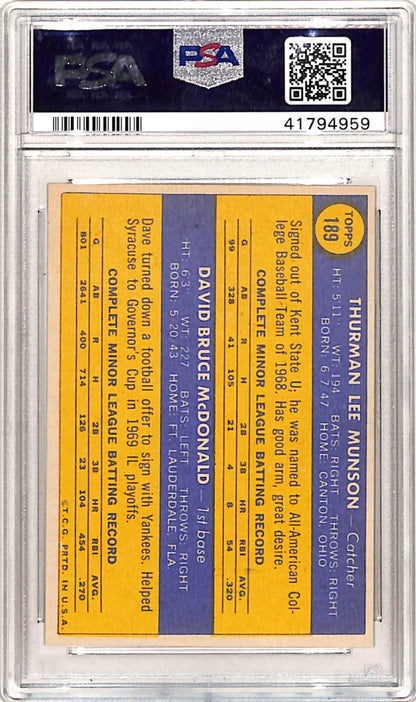 PSA
PSA
41794959
TOPPS
189
THURMAN LEE MUNSON — Catcher
HT: 5'11" WT: 194 BATS: RIGHT THROWS: RIGHT
BORN: 6 7 47 HOME: CANTON, OHIO
Signed out of Kent State U; he was named to All-American Col-
lege Baseball Team of 1968. Has good arm, great desire.
COMPLETE MINOR LEAGUE BATTING RECORD
G AB R H 2B 3B HR RBI AVG.
99 328 41 105 21 4 8 54 .320
DAVID BRUCE McDONALD — 1st base
HT: 6'3" WT: 227 BATS: LEFT THROWS: RIGHT
BORN: 5 20 43 HOME: FT. LAUDERDALE, FLA
Dave turned down a football offer to sign with Yankees. Helped
Syracuse to Governor's Cup in 1969 IL playoffs.
COMPLETE MINOR LEAGUE BATTING RECORD
G AB R H 2B 3B HR RBI AVG.
801 2641 400 714 126 23 104 454 .270
©T.C.G. PRTD. IN U.S.A.